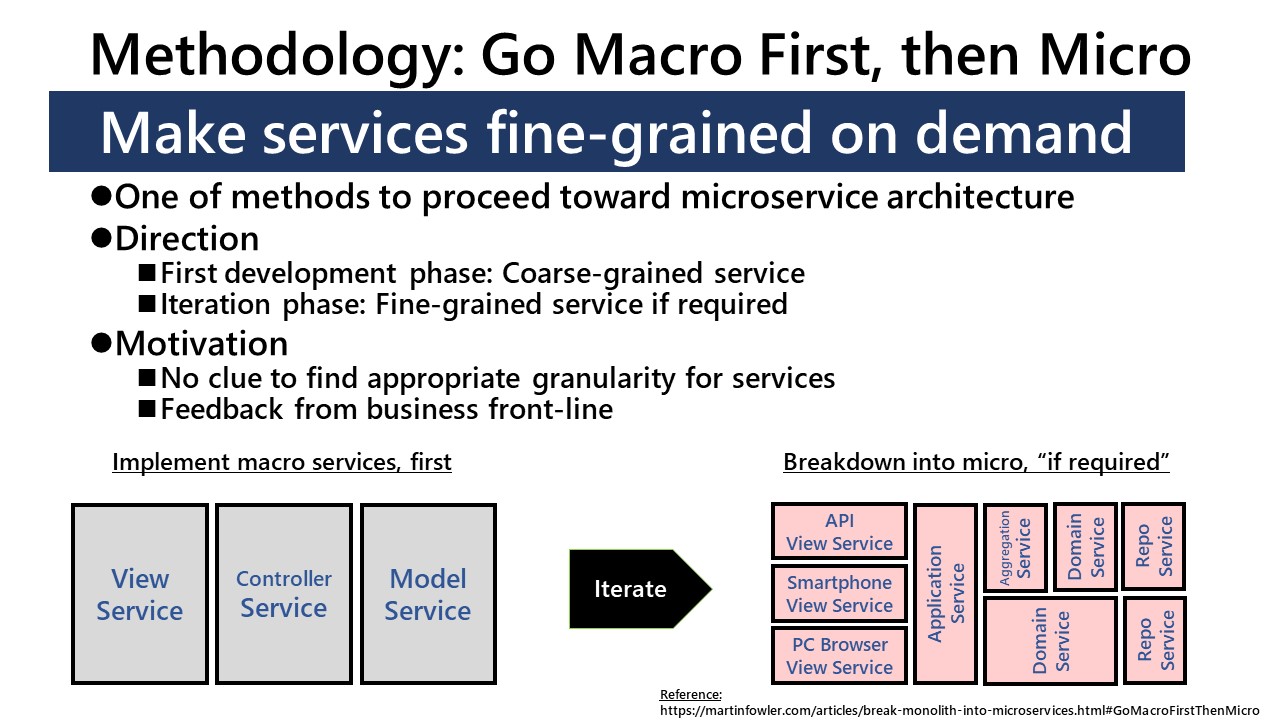 Methodology: Go Macro First, then Micro
Make services fine-grained on demand
●One of methods to proceed toward microservice architecture
●Direction
■First development phase: Coarse-grained service
■Iteration phase: Fine-grained service if required
●Motivation
■No clue to find appropriate granularity for services
■Feedback from business front-line
Implement macro services, first
View
Service
Controller
Service
Model
Service
Iterate
Breakdown into micro, “if required”
API
View Service
Smartphone
View Service
PC Browser
View Service
Application
Service
Aggregation
Service
Domain
Service
Repo
Service
Domain
Service
Repo
Service
Reference:
https://martinfowler.com/articles/break-monolith-into-microservices.html#GoMacroFirstThenMicro